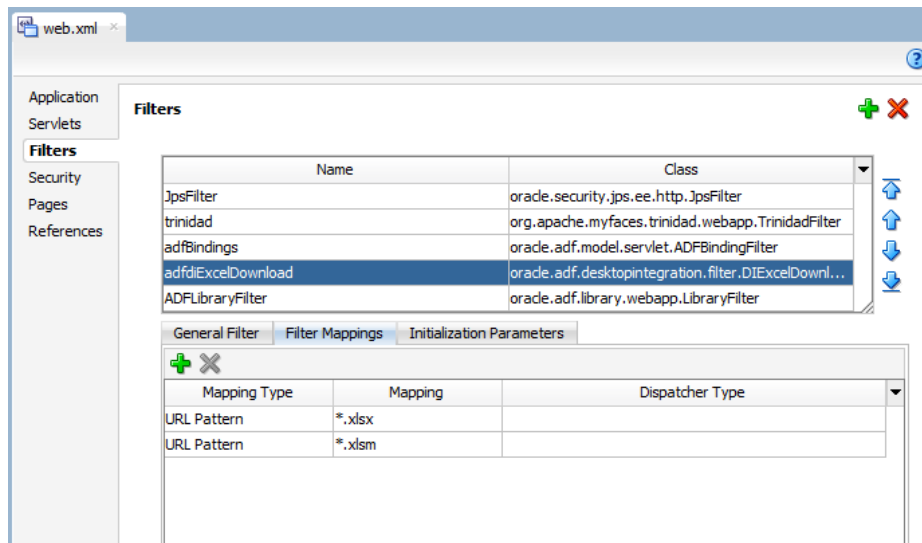 web.xml
Application
Servlets
Filters
Security
Pages
References
Filters
Name Class
JpsFilter oracle.security.jps.ee.http.JpsFilter
trinidad org.apache.myfaces.trinidad.webapp.TrinidadFilter
adfBindings oracle.adf.model.servlet.ADFBindingFilter
adfdiExcelDownload oracle.adf.desktopintegration.filter.DIExcelDownl...
ADFLibraryFilter oracle.adf.library.webapp.LibraryFilter
General Filter Filter Mappings Initialization Parameters
Mapping Type Mapping Dispatcher Type
URL Pattern *.xlsx
URL Pattern *.xlsm